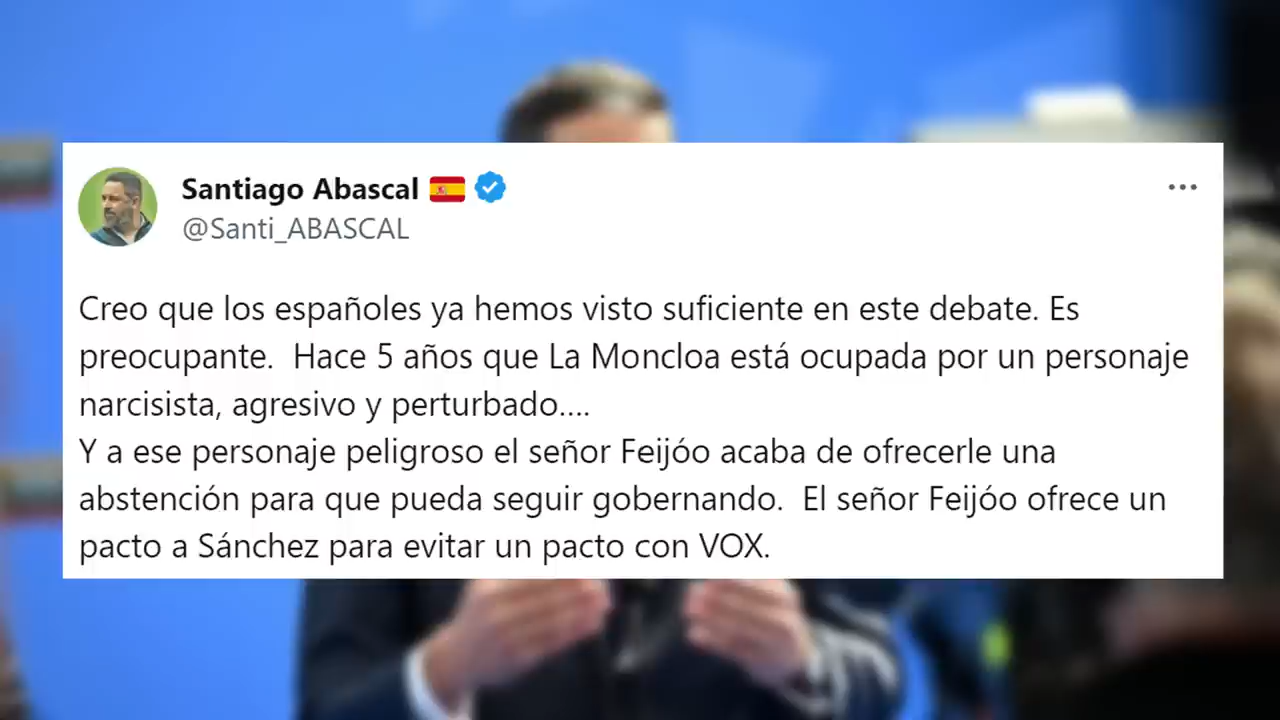 Santiago Abascal
@Santi_ABASCAL
Creo que los españoles ya hemos visto suficiente en este debate. Es
preocupante.  Hace 5 años que La Moncloa está ocupada por un personaje
narcisista, agresivo y perturbado....
Y a ese personaje peligroso el señor Feijóo acaba de ofrecerle una
abstención para que pueda seguir gobernando.  El señor Feijóo ofrece un
pacto a Sánchez para evitar un pacto con VOX.